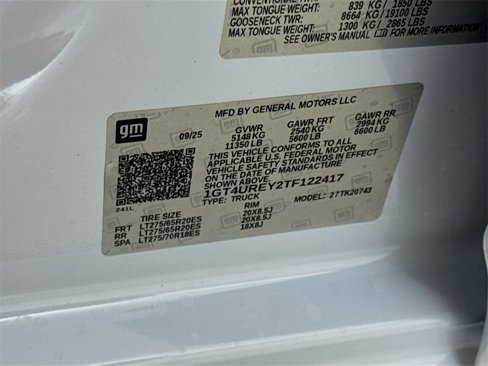 CONVENTIONAL TWR:
MAX TONGUE WEIGHT: 839 KG / 1850 LBS
GOOSENECK TWR: 8664 KG / 19100 LBS
MAX TONGUE WEIGHT: 1300 KG / 2865 LBS
SEE OWNER'S MANUAL FOR MORE INFORMATION
MFD BY GENERAL MOTORS LLC
gm
09/25 GVWR GAWR FRT GAWR RR
5148 KG 2540 KG 2994 KG
11350 LB 5600 LB 6600 LB
THIS VEHICLE CONFORMS TO ALL
APPLICABLE U.S. FEDERAL MOTOR
VEHICLE SAFETY STANDARDS IN EFFECT
ON THE DATE OF MANUFACTURE SHOWN ABOVE.
1GT4UREY2TF122417
TYPE: TRUCK MODEL: 27TK20743
241L
TIRE SIZE RIM
FRT LT275/65R20ES 20X8.5J
RR LT275/65R20ES 20X8.5J
SPA LT275/70R18ES 18X8J